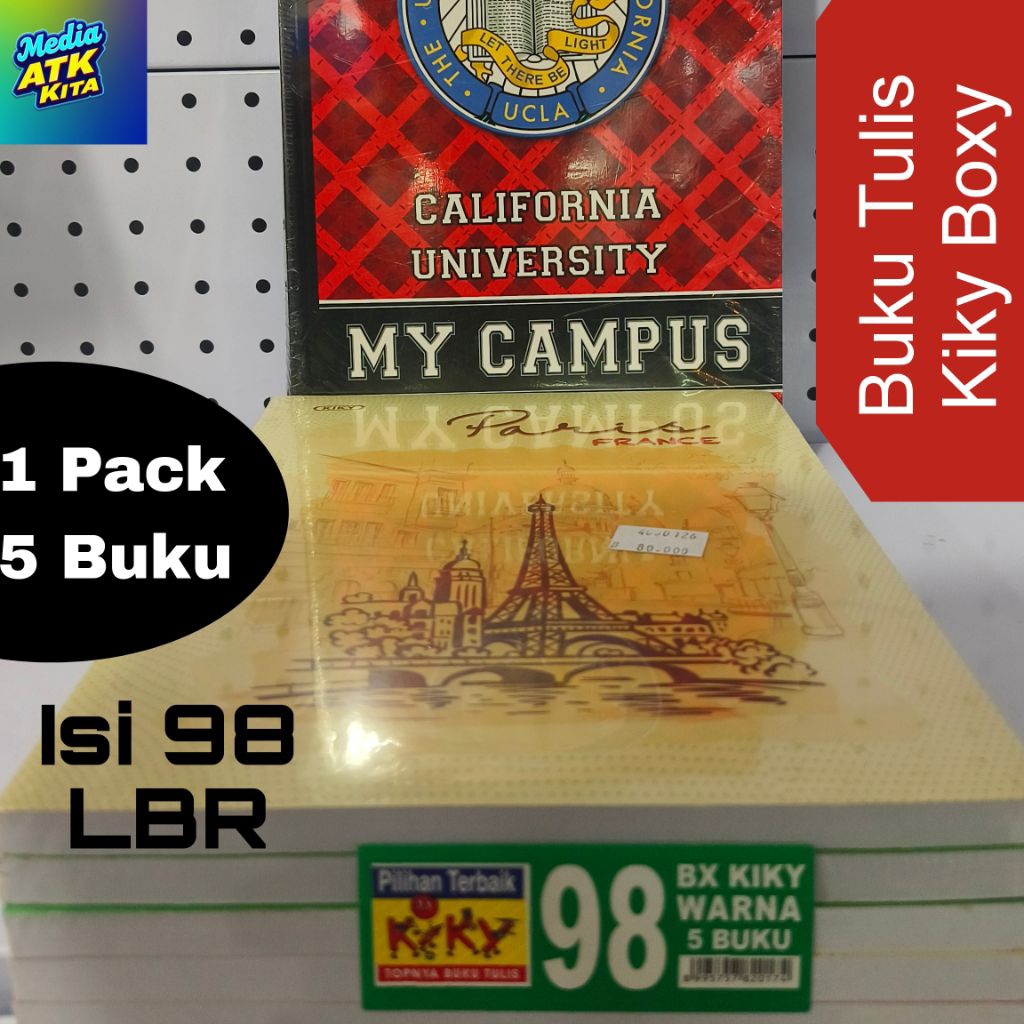 Media
ATK
KITA
THE
ORNIA
LET
THERE BE
LIGHT
UCLA
CALIFORNIA
UNIVERSITY
MY CAMPUS
Buku Tulis
Kiky Boxy
1 Pack
5 Buku
KIKY
Paris
FRANCE
80.000
Isi 98
LBR
Pilihan Terbaik
KIKY
TOPNYA BUKU TULIS
98
BX KIKY
WARNA
5 BUKU